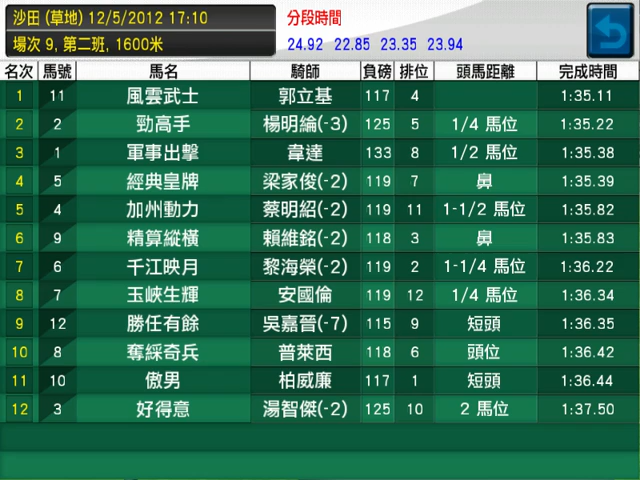 沙田 (草地) 12/5/2012 17:10
場次 9, 第二班, 1600米
分段時間
24.92 22.85 23.35 23.94
名次 馬號 馬名 騎師 負磅 排位 頭馬距離 完成時間
1 11 風雲武士 郭立基 117 4 1:35.11
2 2 勁高手 楊明綸(-3) 125 5 1/4 馬位 1:35.22
3 1 軍事出擊 韋達 133 8 1/2 馬位 1:35.38
4 5 經典皇牌 梁家俊(-2) 119 7 鼻 1:35.39
5 4 加州動力 蔡明紹(-2) 119 11 1-1/2 馬位 1:35.82
6 9 精算縱橫 賴維銘(-2) 118 3 鼻 1:35.83
7 6 千江映月 黎海榮(-2) 119 2 1-1/4 馬位 1:36.22
8 7 玉峽生輝 安國倫 119 12 1/4 馬位 1:36.34
9 12 勝任有餘 吳嘉晉(-7) 115 9 短頭 1:36.35
10 8 奪綵奇兵 普萊西 118 6 頭位 1:36.42
11 10 傲男 柏威廉 117 1 短頭 1:36.44
12 3 好得意 湯智傑(-2) 125 10 2 馬位 1:37.50